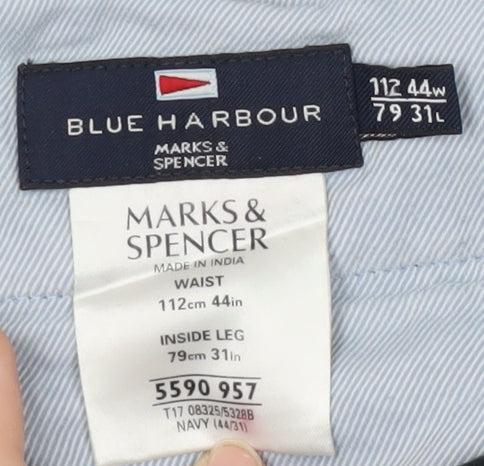 BLUE HARBOUR
MARKS &
SPENCER
112 44W
79 31L
MARKS &
SPENCER
MADE IN INDIA
WAIST
112cm 44in
INSIDE LEG
79cm 31in
5590 957
T17 08325/5328B
NAVY (44/31)